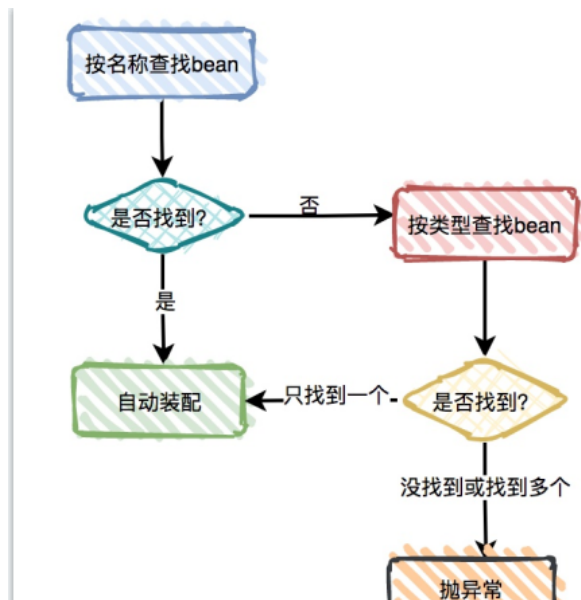 按名称查找bean
是否找到?
否
按类型查找bean
是
自动装配
只找到一个
是否找到?
没找到或找到多个
抛异常